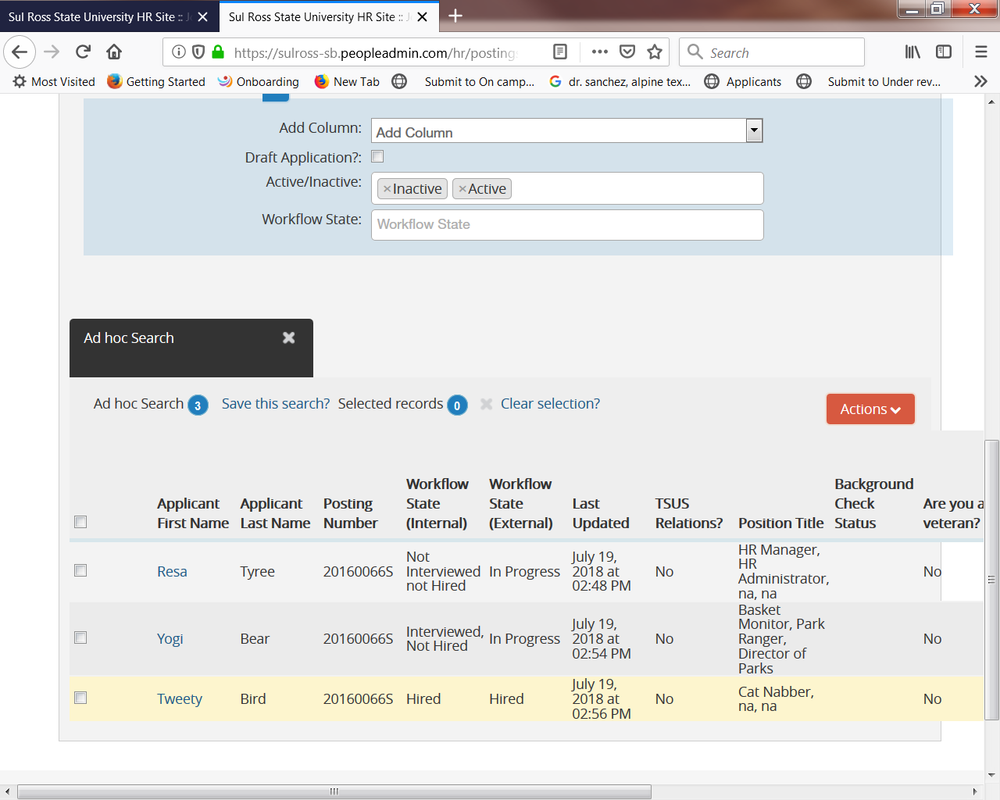 Sul Ross State University HR Site :: J
Sul Ross State University HR Site :: J
https://sulross-sb.peopleadmin.com/hr/postings
Search
Most Visited
Getting Started
Onboarding
New Tab
Submit to On camp...
dr. sanchez, alpine tex...
Applicants
Submit to Under rev...
Add Column:
Add Column
Draft Application?:
Active/Inactive:
×Inactive
×Active
Workflow State:
Workflow State
Ad hoc Search
Ad hoc Search 3 Save this search? Selected records 0 Clear selection?
Actions
Applicant First Name
Applicant Last Name
Posting Number
Workflow State (Internal)
Workflow State (External)
Last Updated
TSUS Relations?
Position Title
Background Check Status
Are you a veteran?
Resa
Tyree
20160066S
Not Interviewed not Hired
In Progress
July 19, 2018 at 02:48 PM
No
HR Manager, HR Administrator, na, na
No
Yogi
Bear
20160066S
Interviewed, Not Hired
In Progress
July 19, 2018 at 02:54 PM
No
Basket Monitor, Park Ranger, Director of Parks
No
Tweety
Bird
20160066S
Hired
Hired
July 19, 2018 at 02:56 PM
No
Cat Nabber, na, na
No